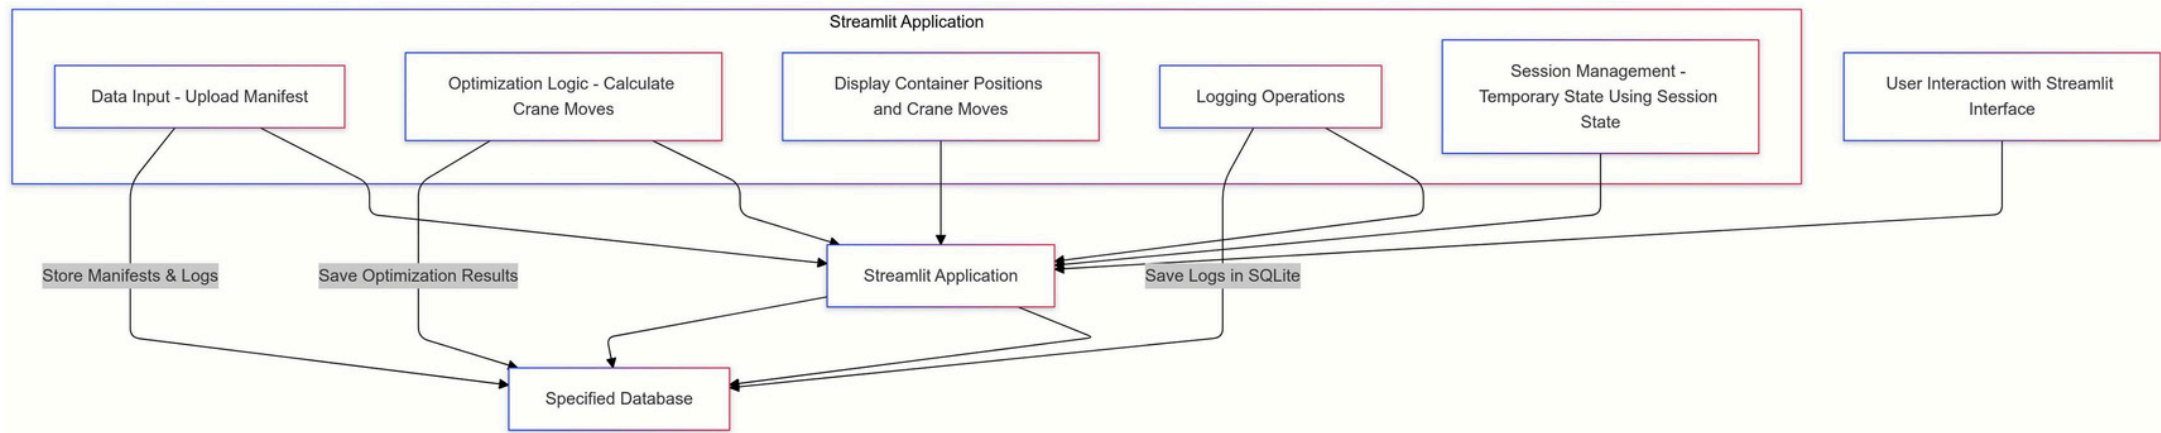 Streamlit Application
Data Input - Upload Manifest
Optimization Logic - Calculate
Crane Moves
Display Container Positions
and Crane Moves
Logging Operations
Session Management -
Temporary State Using Session
State
User Interaction with Streamlit
Interface
Store Manifests & Logs
Save Optimization Results
Streamlit Application
Save Logs in SQLite
Specified Database